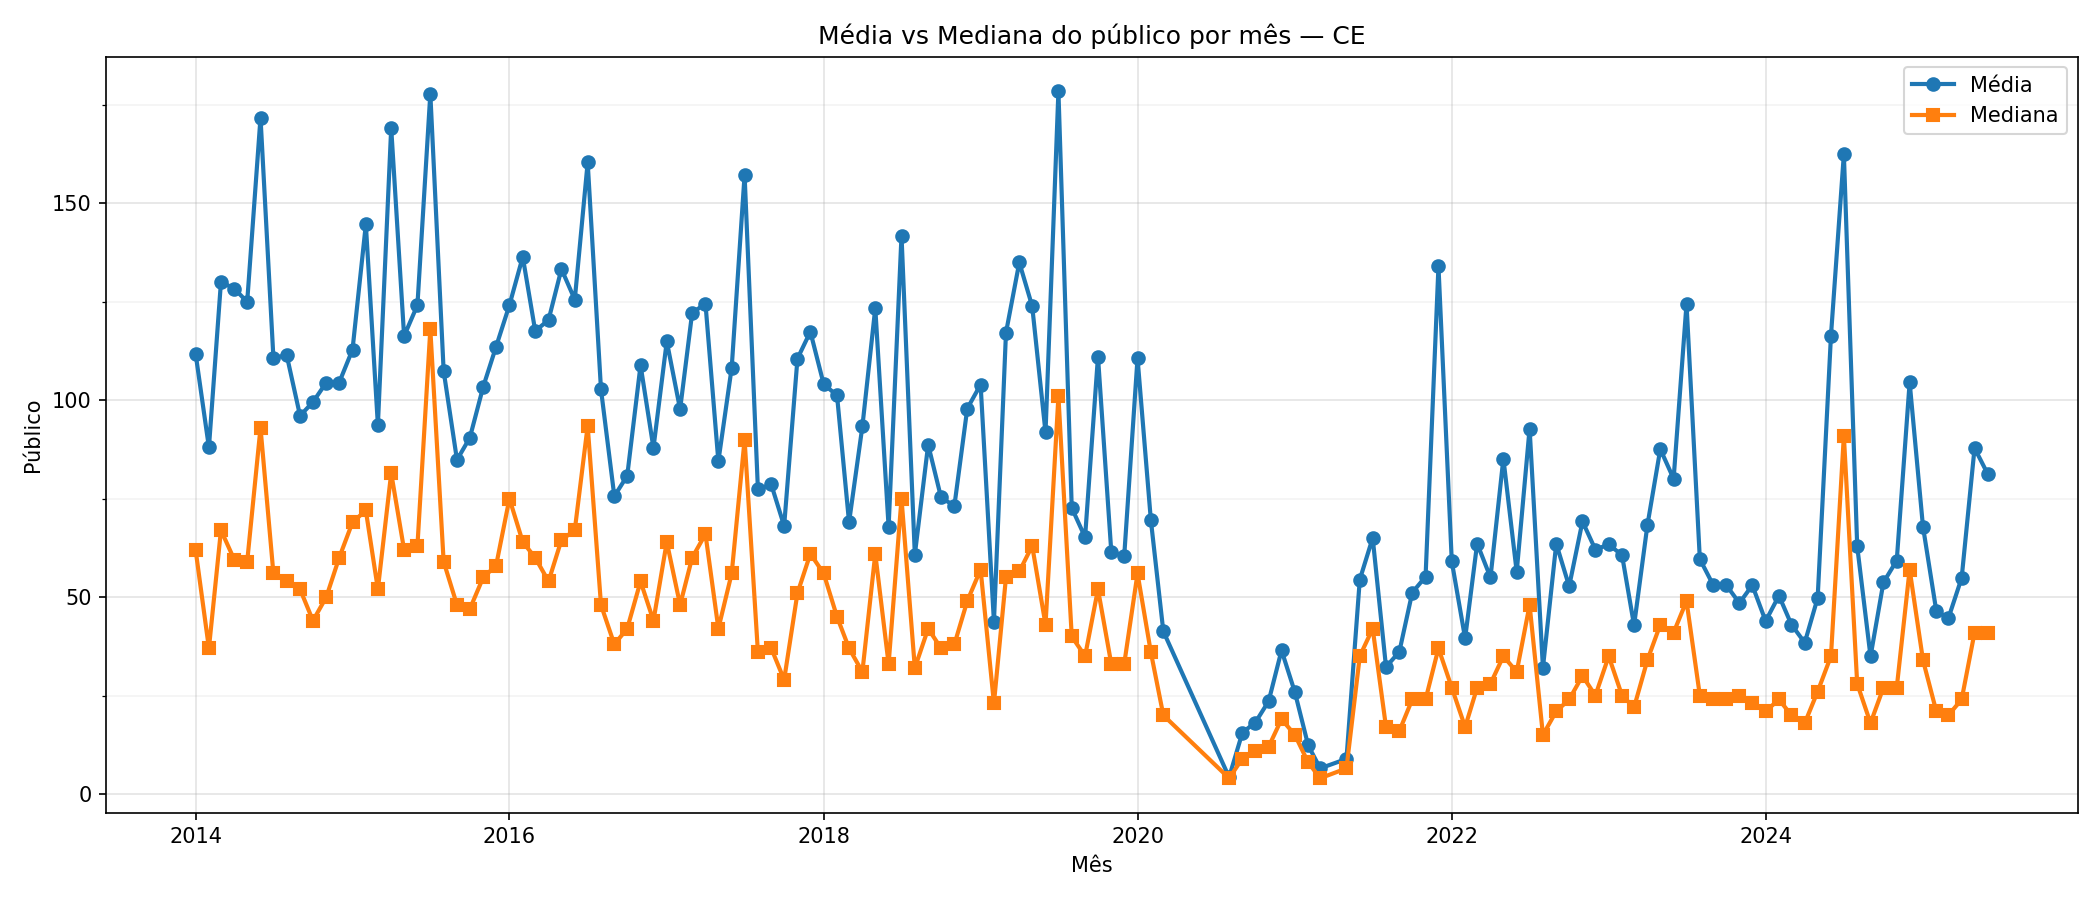 Média vs Mediana do público por mês — CE
Média
Mediana
Público
150
100
50
0
2014 2016 2018 2020 2022 2024
Mês